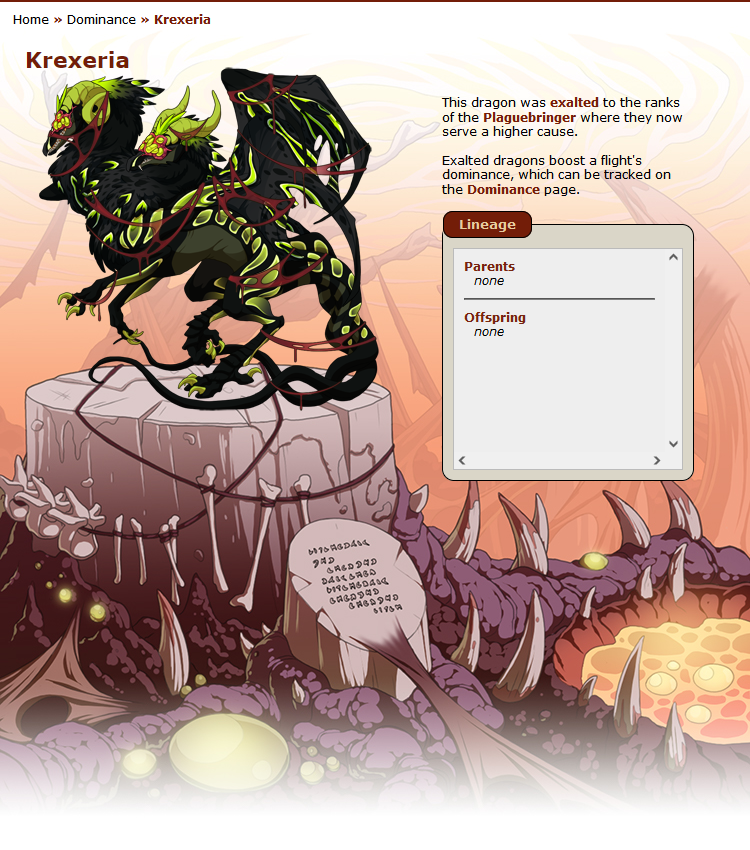 Home » Dominance » Krexeria
Krexeria
This dragon was exalted to the ranks
of the Plaguebringer where they now
serve a higher cause.
Exalted dragons boost a flight's
dominance, which can be tracked on
the Dominance page.
Lineage
Parents
none
Offspring
none